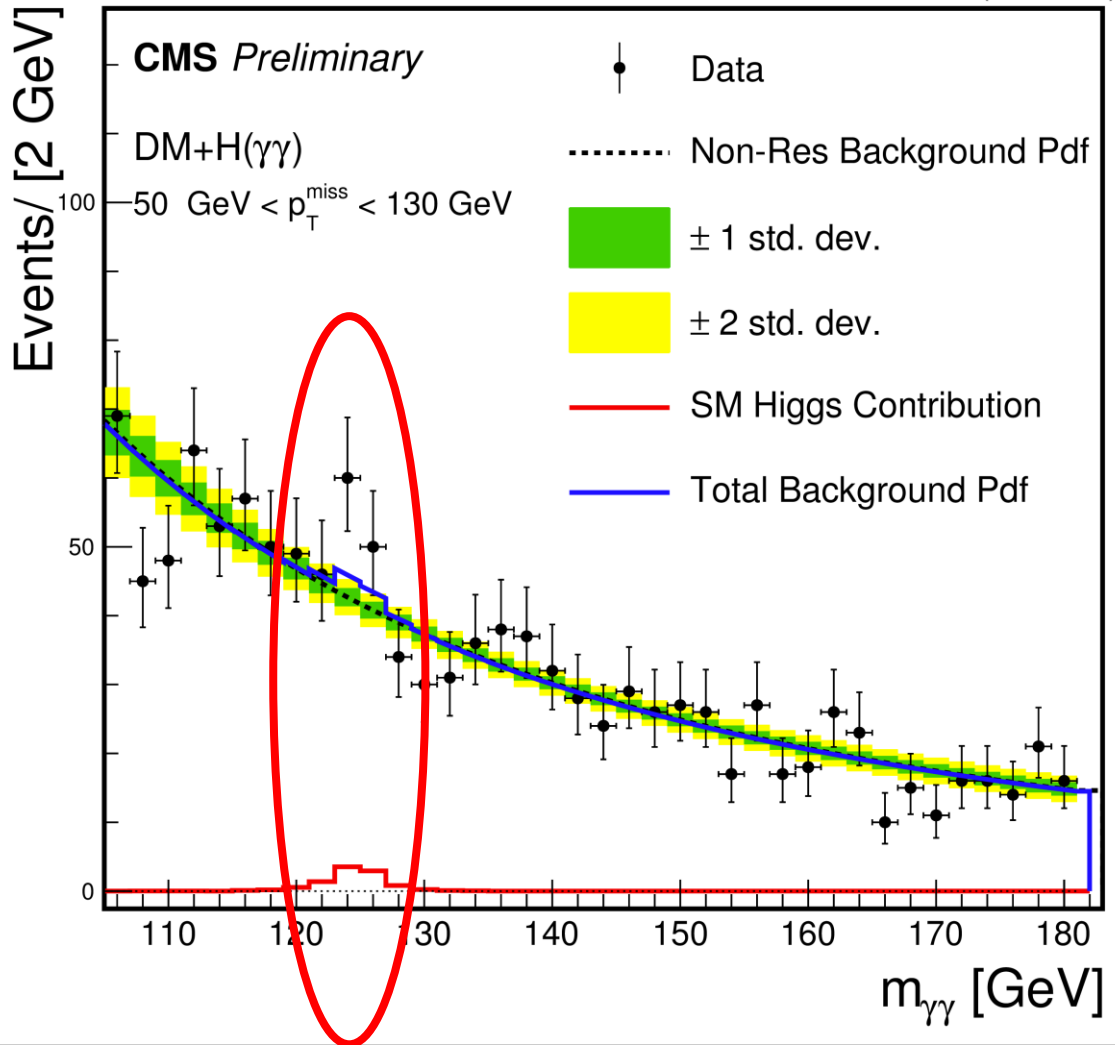 Events/ [2 GeV]
CMS Preliminary
DM+H(γγ)
50 GeV < p_T^miss < 130 GeV
Data
Non-Res Background Pdf
± 1 std. dev.
± 2 std. dev.
SM Higgs Contribution
Total Background Pdf
100
50
0
110 120 130 140 150 160 170 180
m_γγ [GeV]